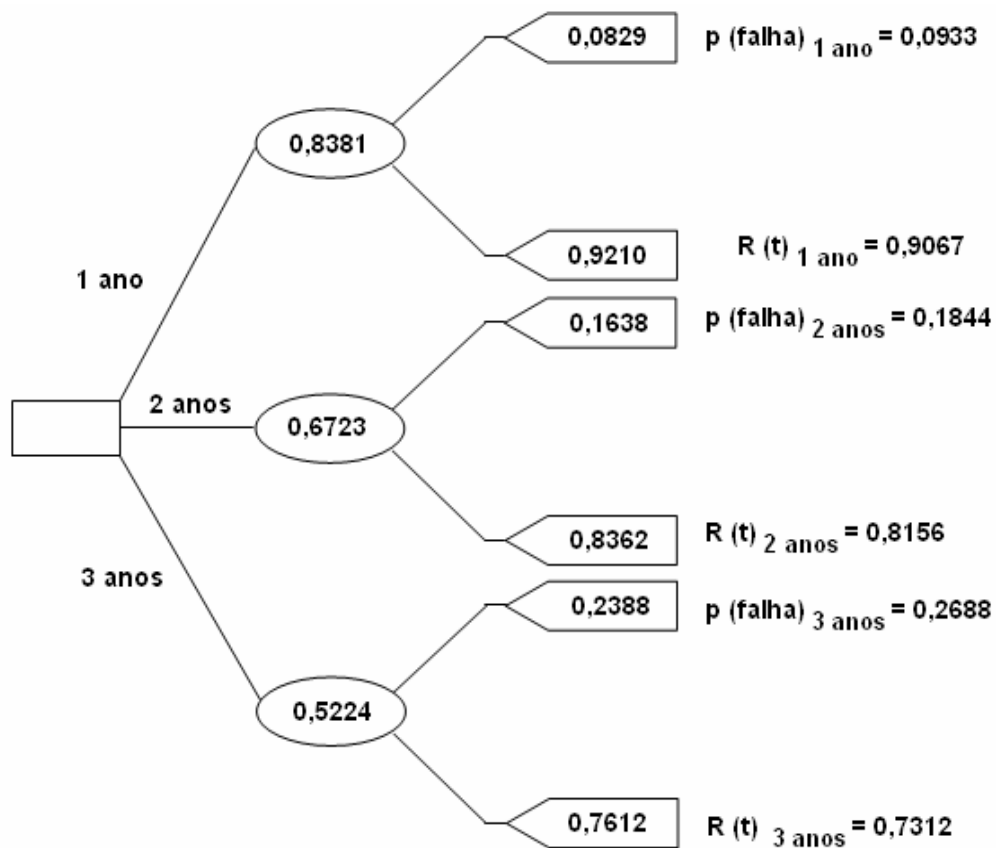 0,0829 p (falha) 1 ano = 0,0933
0,8381
0,9210 R (t) 1 ano = 0,9067
1 ano
0,1638 p (falha) 2 anos = 0,1844
2 anos
0,6723
0,8362 R (t) 2 anos = 0,8156
3 anos
0,2388 p (falha) 3 anos = 0,2688
0,5224
0,7612 R (t) 3 anos = 0,7312